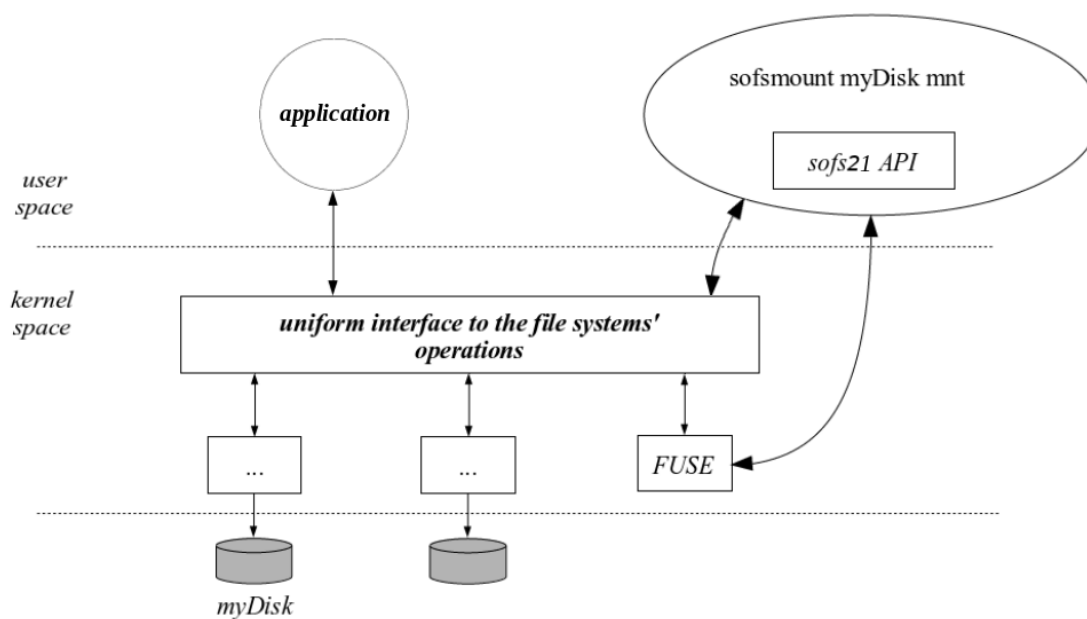 application
sofsmount myDisk mnt
sofs21 API
user
space
kernel
space
uniform interface to the file systems'
operations
...
...
FUSE
myDisk